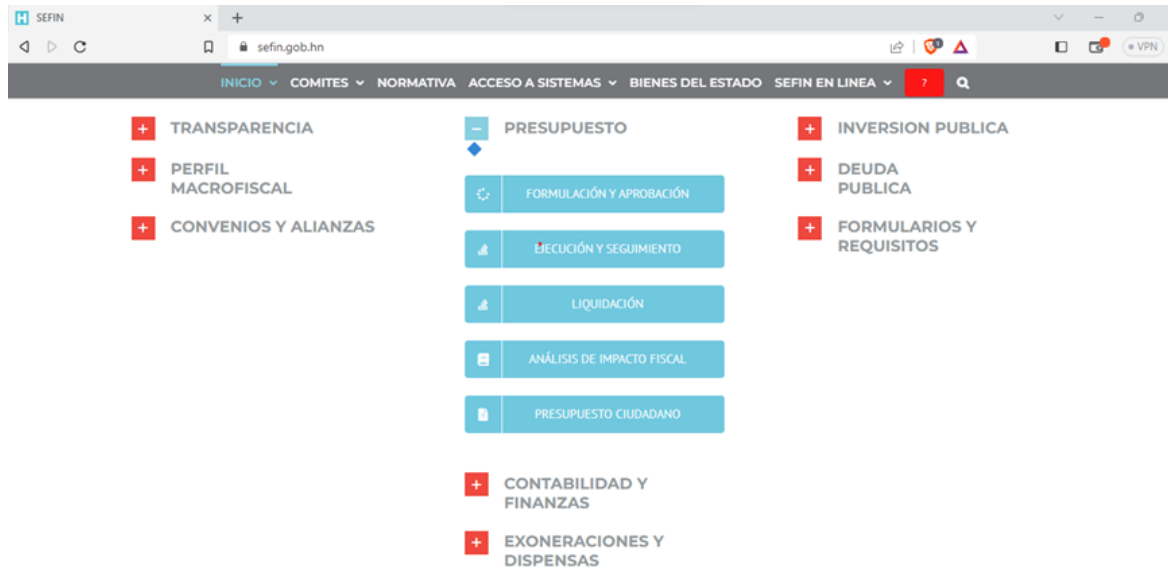 H SEFIN
sefin.gob.hn
VPN
INICIO COMITES NORMATIVA ACCESO A SISTEMAS BIENES DEL ESTADO SEFIN EN LINEA ?
TRANSPARENCIA
PERFIL
MACROFISCAL
CONVENIOS Y ALIANZAS
PRESUPUESTO
FORMULACIÓN Y APROBACIÓN
EJECUCIÓN Y SEGUIMIENTO
LIQUIDACIÓN
ANÁLISIS DE IMPACTO FISCAL
PRESUPUESTO CIUDADANO
CONTABILIDAD Y
FINANZAS
EXONERACIONES Y
DISPENSAS
INVERSION PUBLICA
DEUDA
PUBLICA
FORMULARIOS Y
REQUISITOS